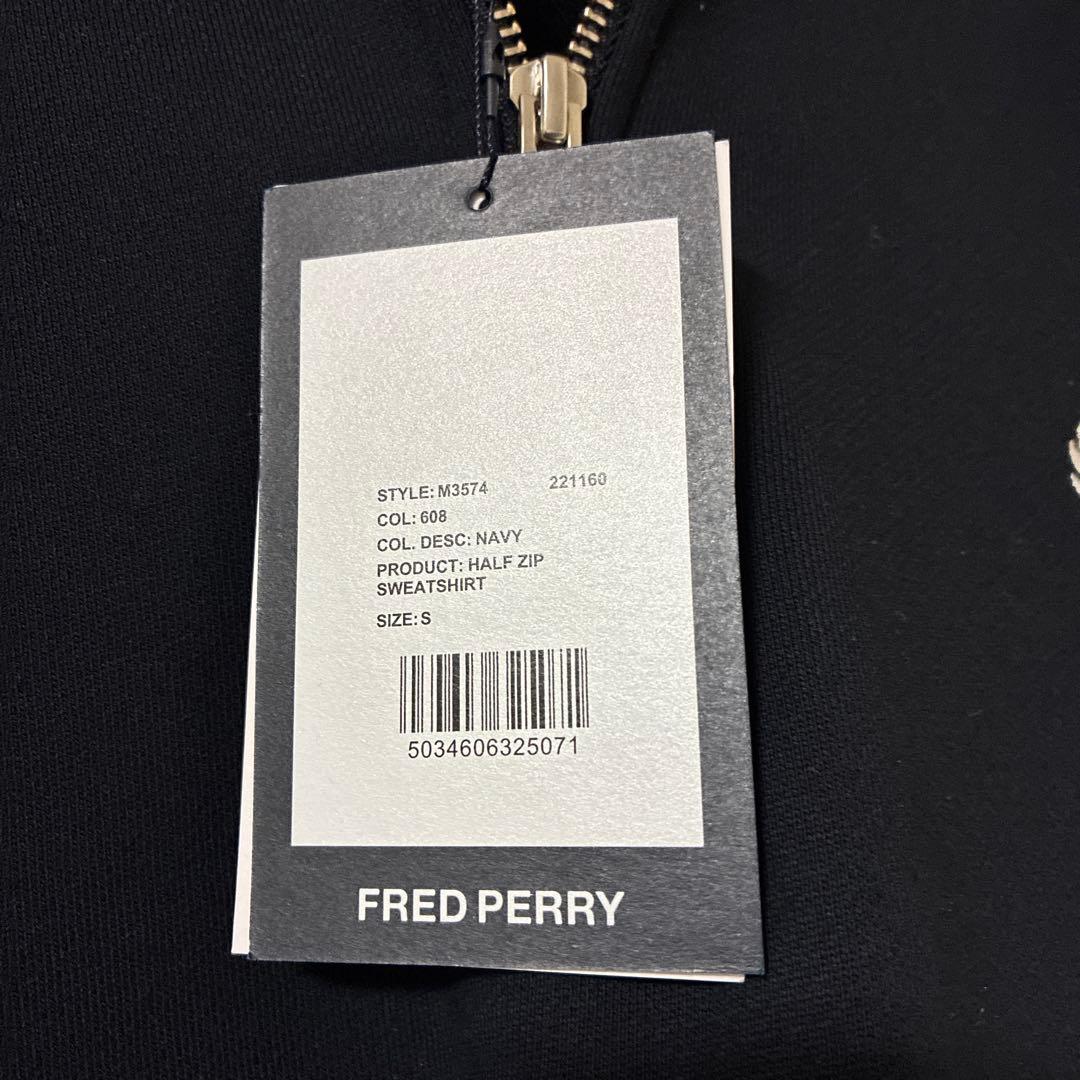 STYLE: M3574 221160
COL: 608
COL. DESC: NAVY
PRODUCT: HALF ZIP
SWEATSHIRT
SIZE: S
5034606325071
FRED PERRY